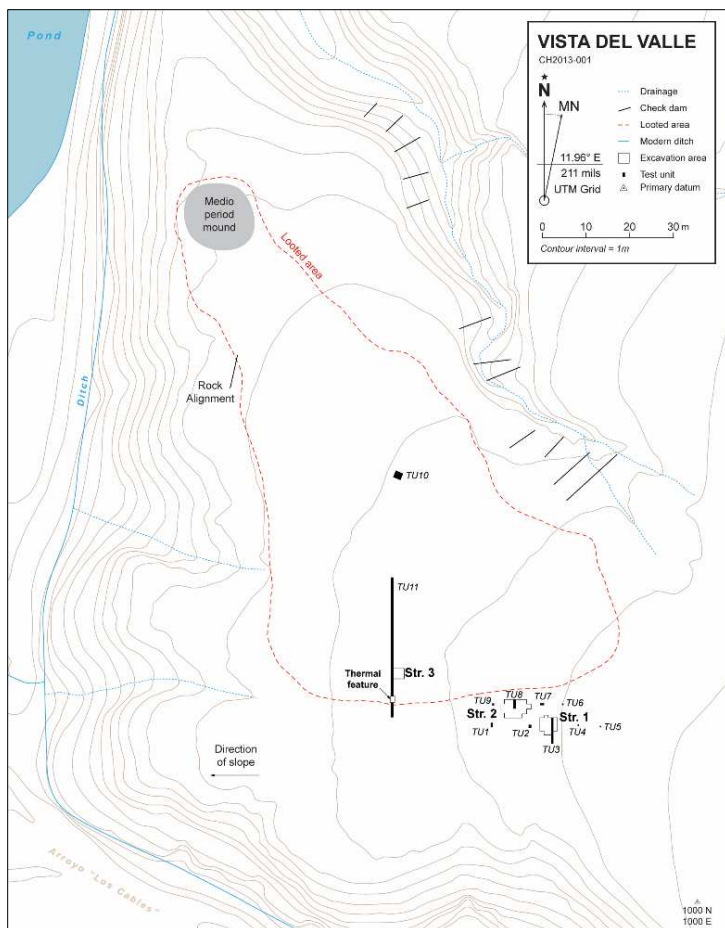 Pond
VISTA DEL VALLE
CH2013-001
N
MN
11.96° E
211 mils
UTM Grid
0 10 20 30 m
Contour interval = 1m
Drainage
Check dam
Looted area
Modern ditch
Excavation area
Test unit
Primary datum
Medio
period
mound
Looted area
Ditch
Rock
Alignment
TU10
TU11
Str. 3
Thermal
feature
TU9
TU8
TU7
TU6
Str. 2
Str. 1
TU1
TU2
TU3
TU4
TU5
Direction
of slope
Arroyo "Los Cables"
1000 N
1000 E